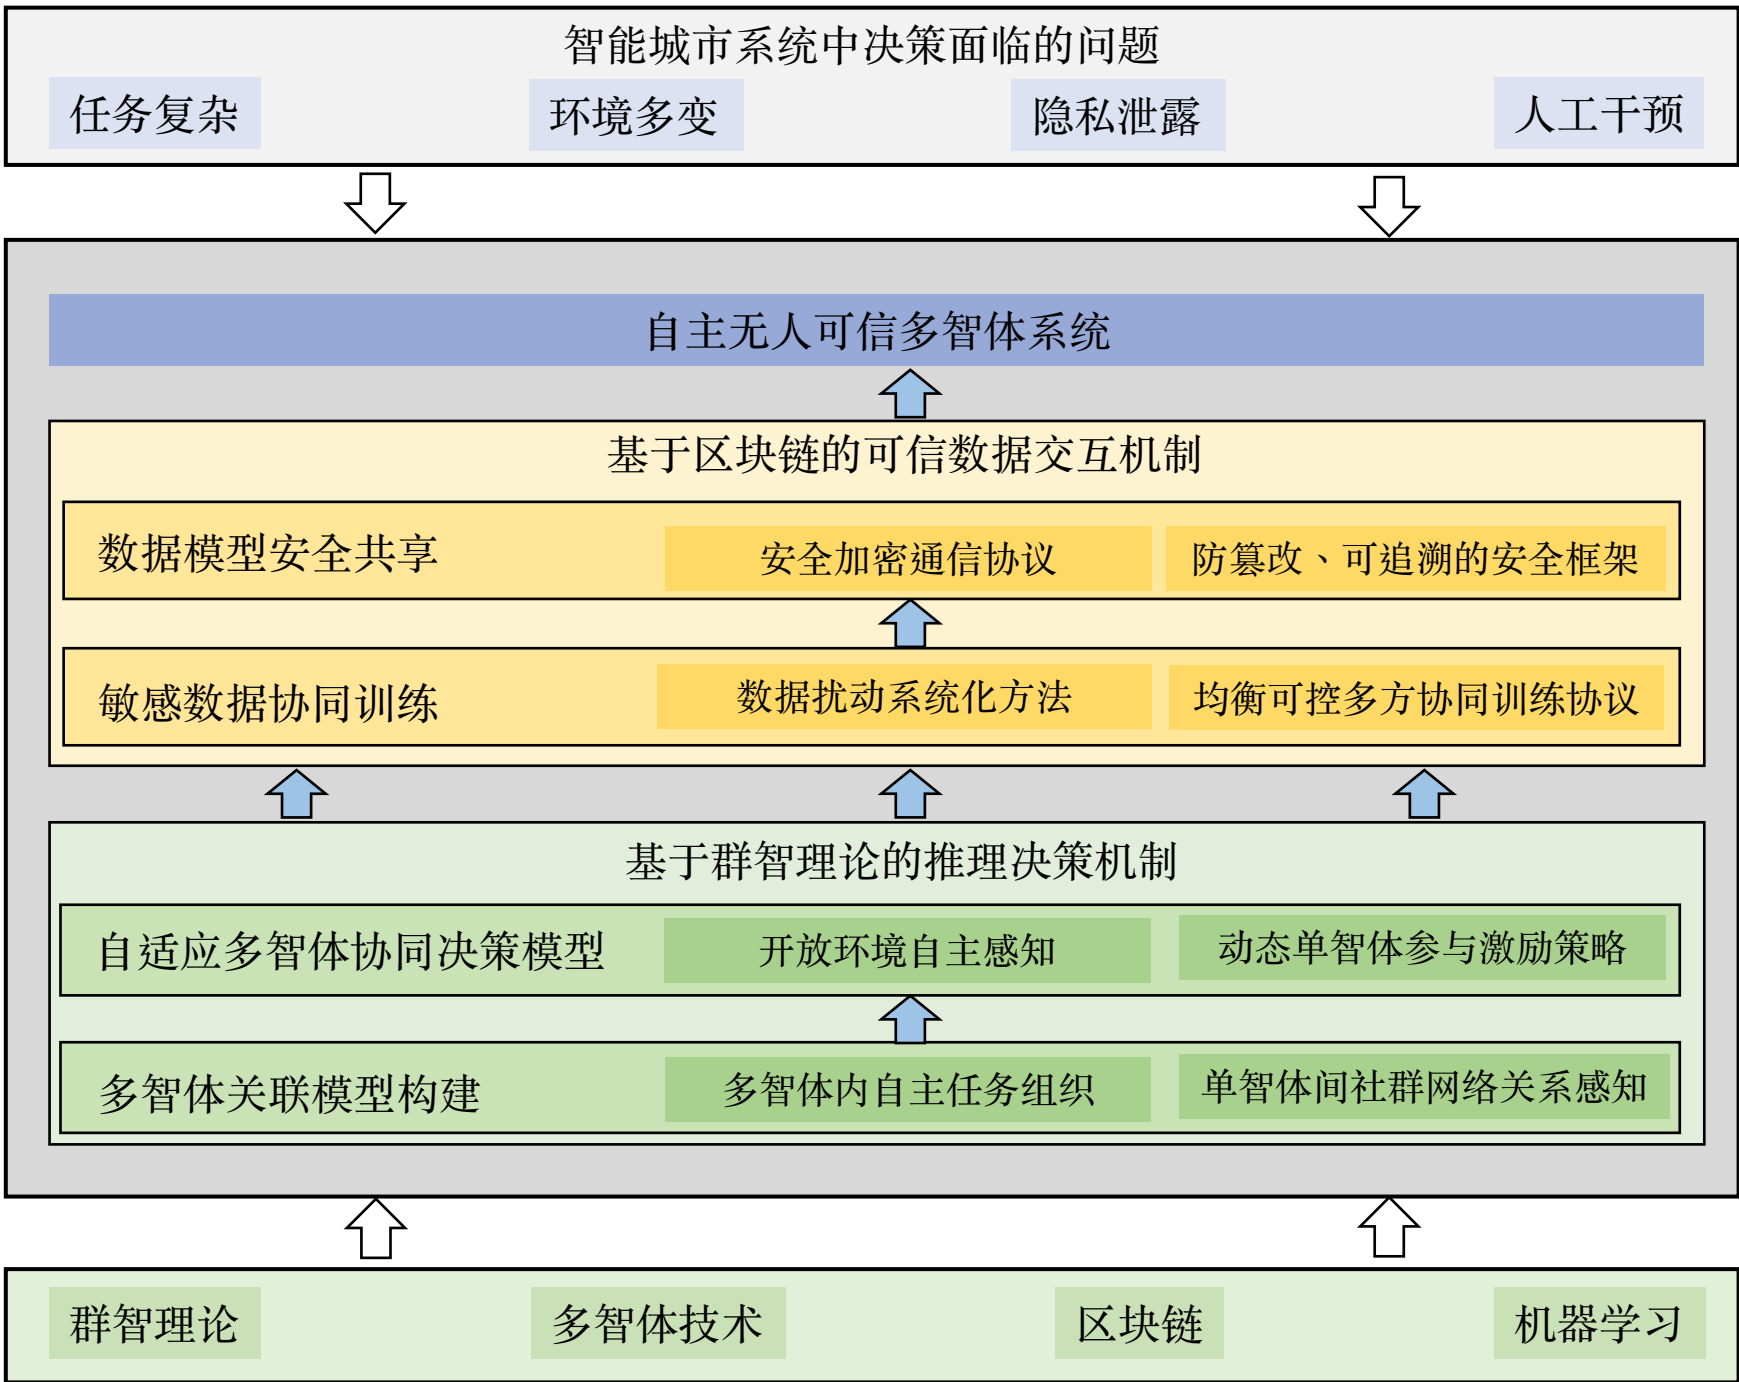 智能城市系统中决策面临的问题
任务复杂
环境多变
隐私泄露
人工干预
自主无人可信多智体系统
基于区块链的可信数据交互机制
数据模型安全共享
安全加密通信协议
防篡改、可追溯的安全框架
敏感数据协同训练
数据扰动系统化方法
均衡可控多方协同训练协议
基于群智理论的推理决策机制
自适应多智体协同决策模型
开放环境自主感知
动态单智体参与激励策略
多智体关联模型构建
多智体内自主任务组织
单智体间社群网络关系感知
群智理论
多智体技术
区块链
机器学习